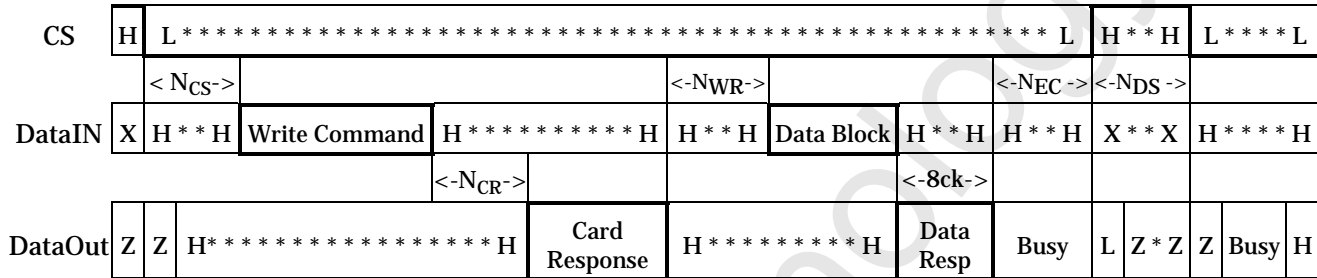 CS H L * * * * * * * * * * * * * * * * * * * * * * * * * * * * * * * * * * * * * * * * * * * L H * * H L * * * * L
< NCS-> <-NWR-> <-NEC -> <-NDS ->
DataIN X H * * H Write Command H * * * * * * * * * * H H * * H Data Block H * * H H * * H X * * X H * * * * H
<-NCR-> <-8ck->
DataOut Z Z H* * * * * * * * * * * * * * * * * H Card Response H * * * * * * * * * H Data Resp Busy L Z * Z Z Busy H